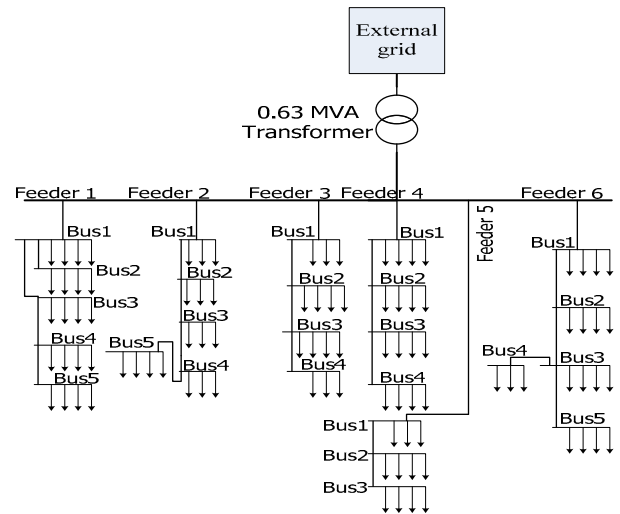 External
grid
0.63 MVA
Transformer
Feeder 1
Feeder 2
Feeder 3
Feeder 4
Feeder 5
Feeder 6
Bus1
Bus2
Bus3
Bus4
Bus5
Bus1
Bus2
Bus3
Bus5
Bus4
Bus1
Bus2
Bus3
Bus4
Bus1
Bus2
Bus3
Bus4
Bus1
Bus2
Bus3
Bus1
Bus2
Bus4
Bus3
Bus5